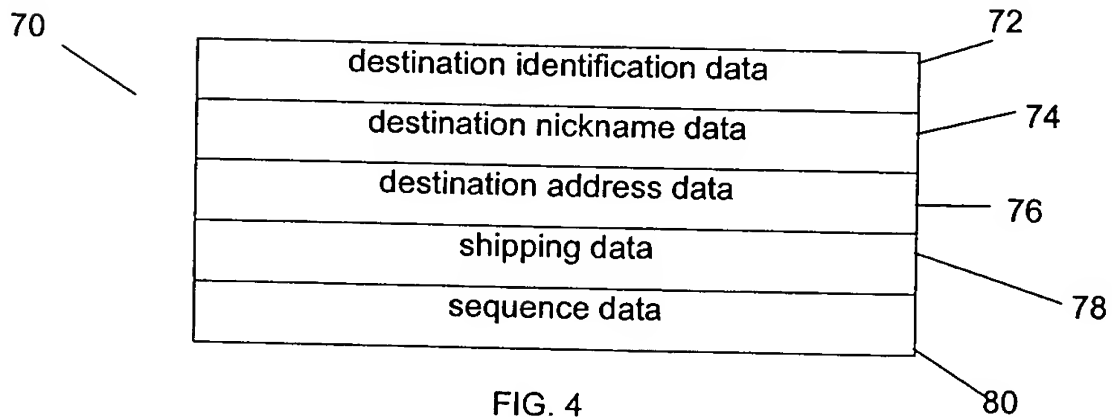 70
72
destination identification data
destination nickname data
74
destination address data
76
shipping data
78
sequence data
80
FIG. 4